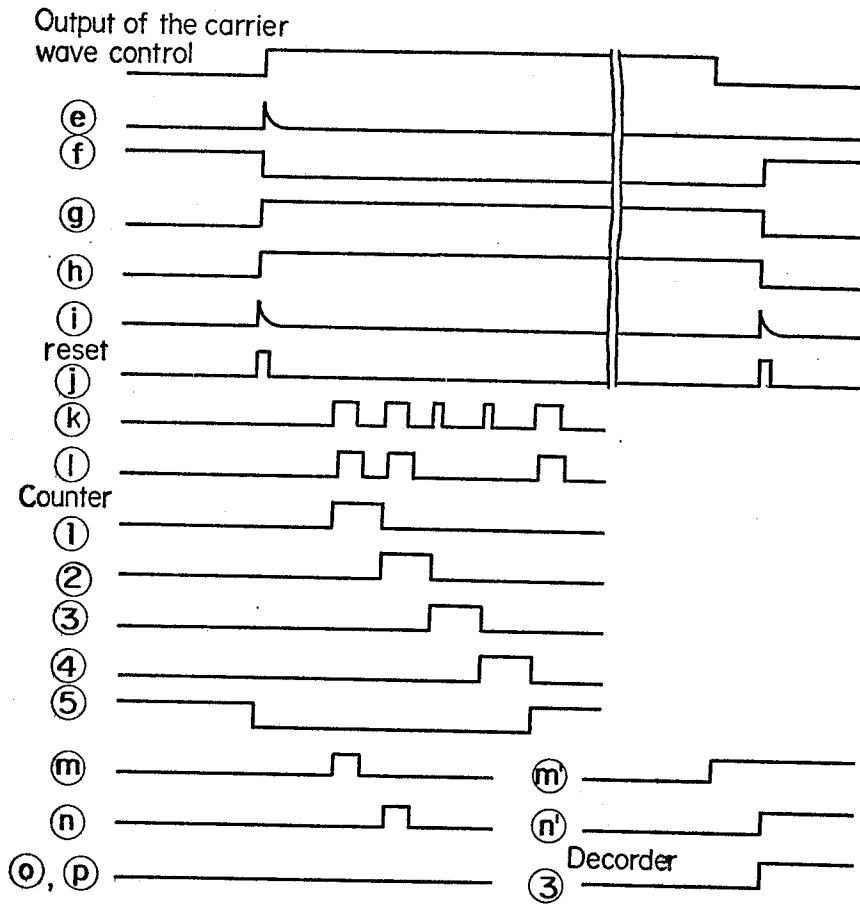 Output of the carrier
wave control
e
f
g
h
i
reset
j
k
l
Counter
1
2
3
4
5
m
m'
n
n'
o, p
Decorder
3